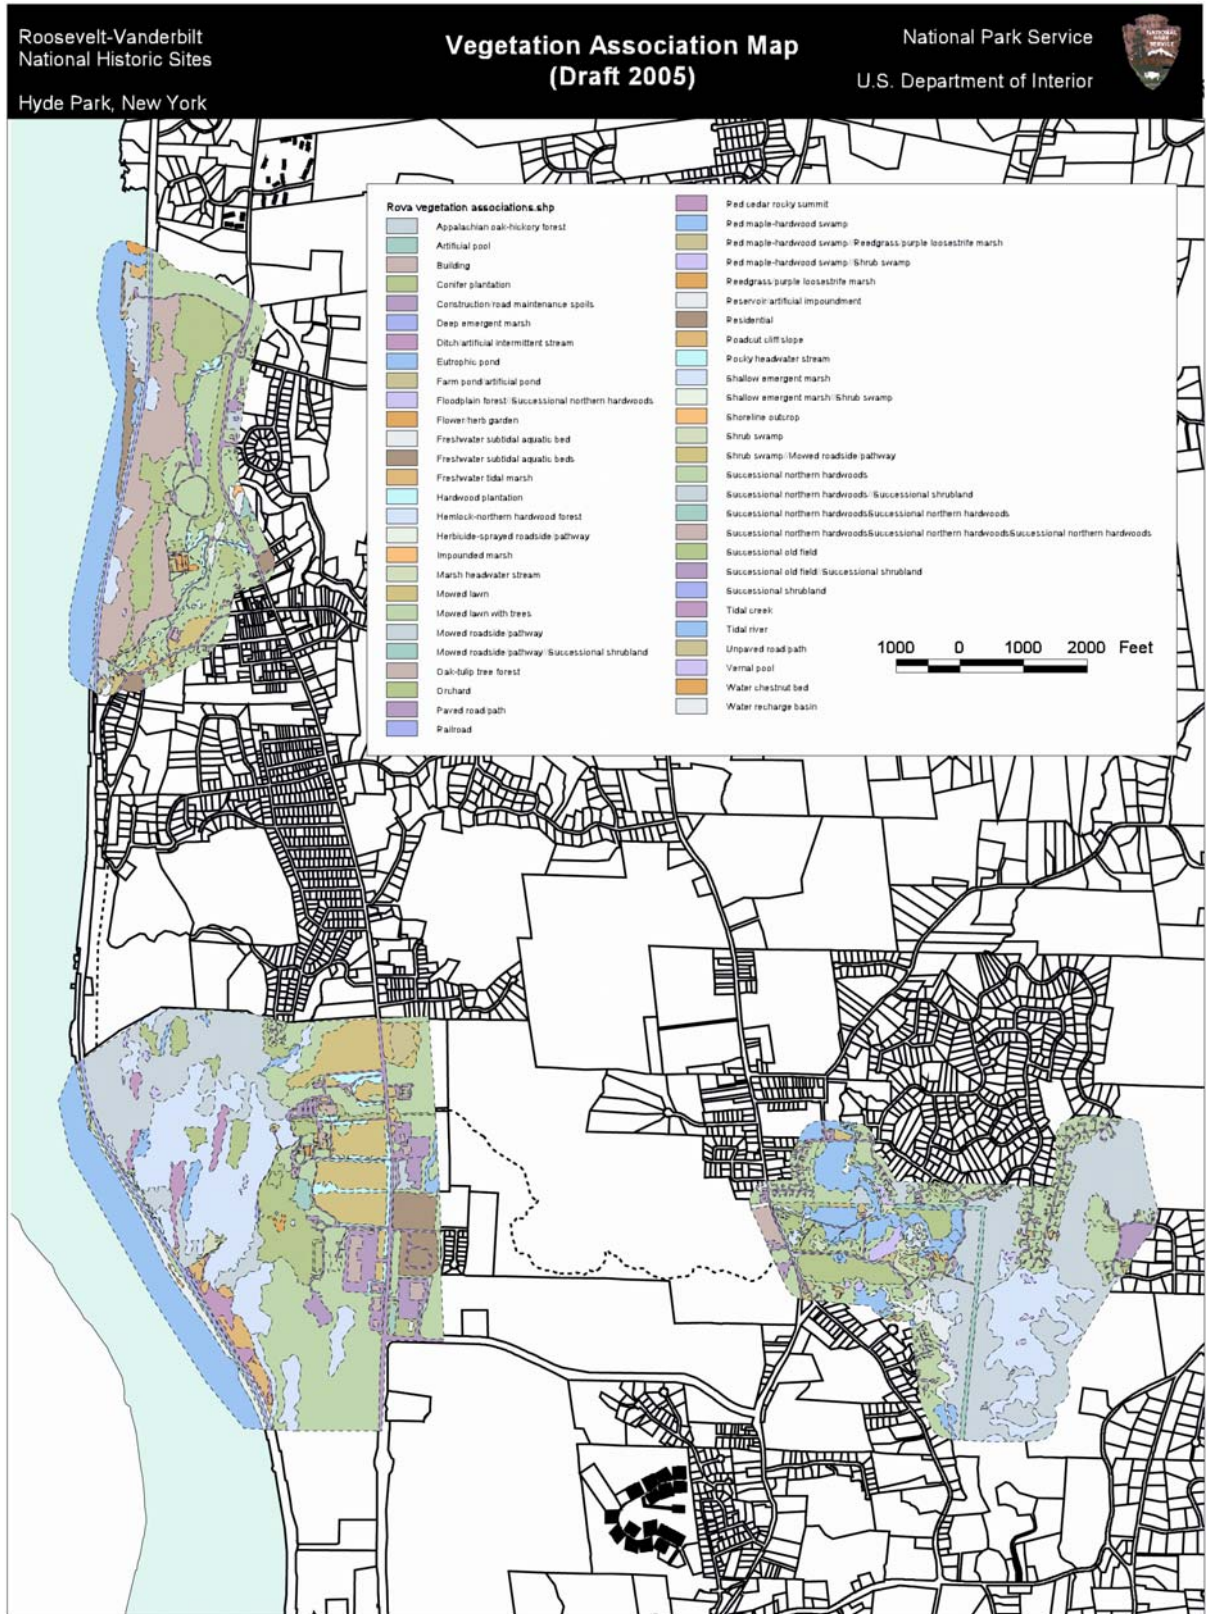 Roosevelt-Vanderbilt
National Historic Sites
Hyde Park, New York
Vegetation Association Map
(Draft 2005)
National Park Service
U.S. Department of Interior
NATIONAL
PARK
SERVICE
Rova vegetation associations.shp
Appalachian oak-hickory forest
Artificial pool
Building
Conifer plantation
Construction/road maintenance spoils
Deep emergent marsh
Ditch/artificial intermittent stream
Eutrophic pond
Farm pond/artificial pond
Floodplain forest/Successional northern hardwoods
Flower/herb garden
Freshwater subtidal aquatic bed
Freshwater subtidal aquatic beds
Freshwater tidal marsh
Hardwood plantation
Hemlock-northern hardwood forest
Herbicide-sprayed roadside pathway
Impounded marsh
Marsh headwater stream
Mowed lawn
Mowed lawn with trees
Mowed roadside pathway
Mowed roadside pathway/Successional shrubland
Oak-tulip tree forest
Orchard
Paved road/path
Railroad
Red cedar rocky summit
Red maple-hardwood swamp
Red maple-hardwood swamp/Reedgrass/purple loosestrife marsh
Red maple-hardwood swamp/Shrub swamp
Reedgrass/purple loosestrife marsh
Reservoir/artificial impoundment
Residential
Roadcut cliff slope
Rocky headwater stream
Shallow emergent marsh
Shallow emergent marsh/Shrub swamp
Shoreline outcrop
Shrub swamp
Shrub swamp/Mowed roadside pathway
Successional northern hardwoods
Successional northern hardwoods/Successional shrubland
Successional northern hardwoodsSuccessional northern hardwoods
Successional northern hardwoodsSuccessional northern hardwoodsSuccessional northern hardwoods
Successional old field
Successional old field/Successional shrubland
Successional shrubland
Tidal creek
Tidal river
Unpaved road/path
Vernal pool
Water chestnut bed
Water recharge basin
1000 0 1000 2000 Feet